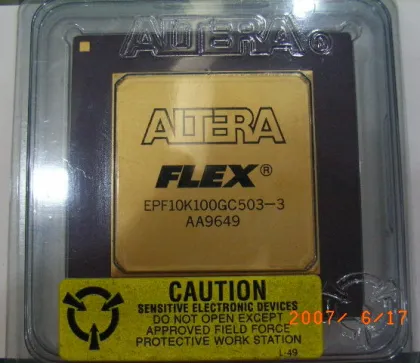 ALTERA®
ALTERA
FLEX®
EPF10K100GC503-3
AA9649
CAUTION
SENSITIVE ELECTRONIC DEVICES
DO NOT OPEN EXCEPT
APPROVED FIELD FORCE
PROTECTIVE WORK STATION
L-49
2007/ 6/17